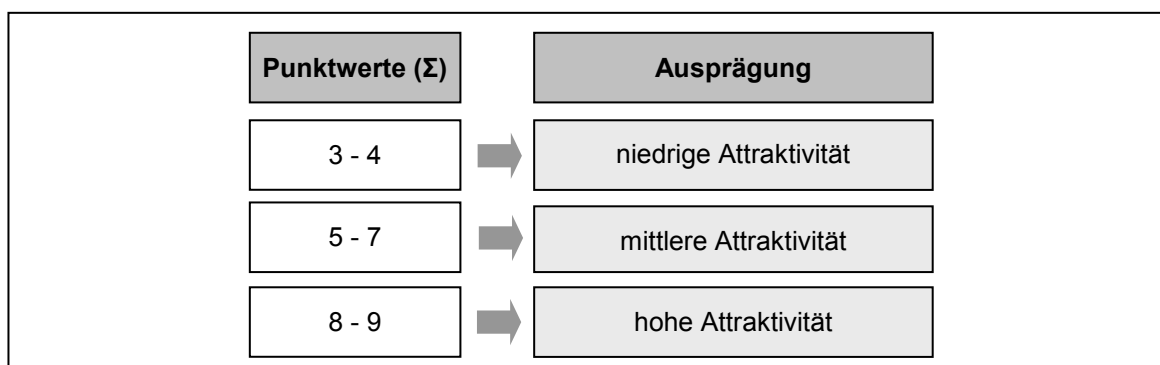 Punktwerte (Σ)
Ausprägung
3 - 4
niedrige Attraktivität
5 - 7
mittlere Attraktivität
8 - 9
hohe Attraktivität